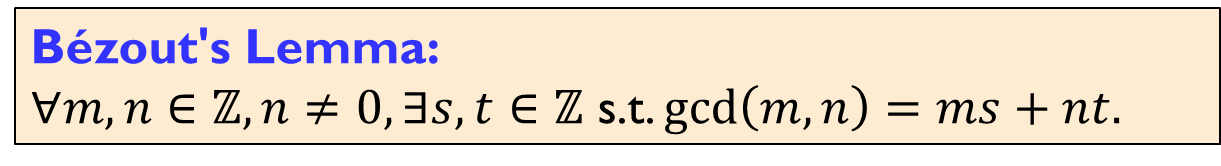 Bézout's Lemma:
∀𝑚, 𝑛 ∈ ℤ, 𝑛 ≠ 0, ∃𝑠, 𝑡 ∈ ℤ s.t. gcd(𝑚, 𝑛) = 𝑚𝑠 + 𝑛𝑡.